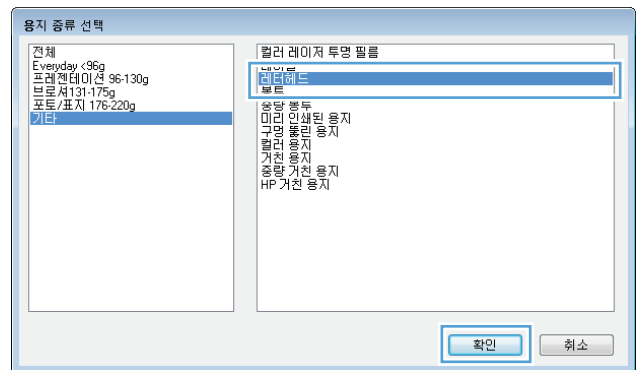 용지 종류 선택
전체
Everyday <96g
프레젠테이션 96-130g
브로셔131-175g
포토/표지 176-220g
기타
컬러 레이저 투명 필름
레이블
레터헤드
봉투
중량 봉투
미리 인쇄된 용지
구멍 뚫린 용지
컬러 용지
거친 용지
중량 거친 용지
HP 거친 용지
확인
취소